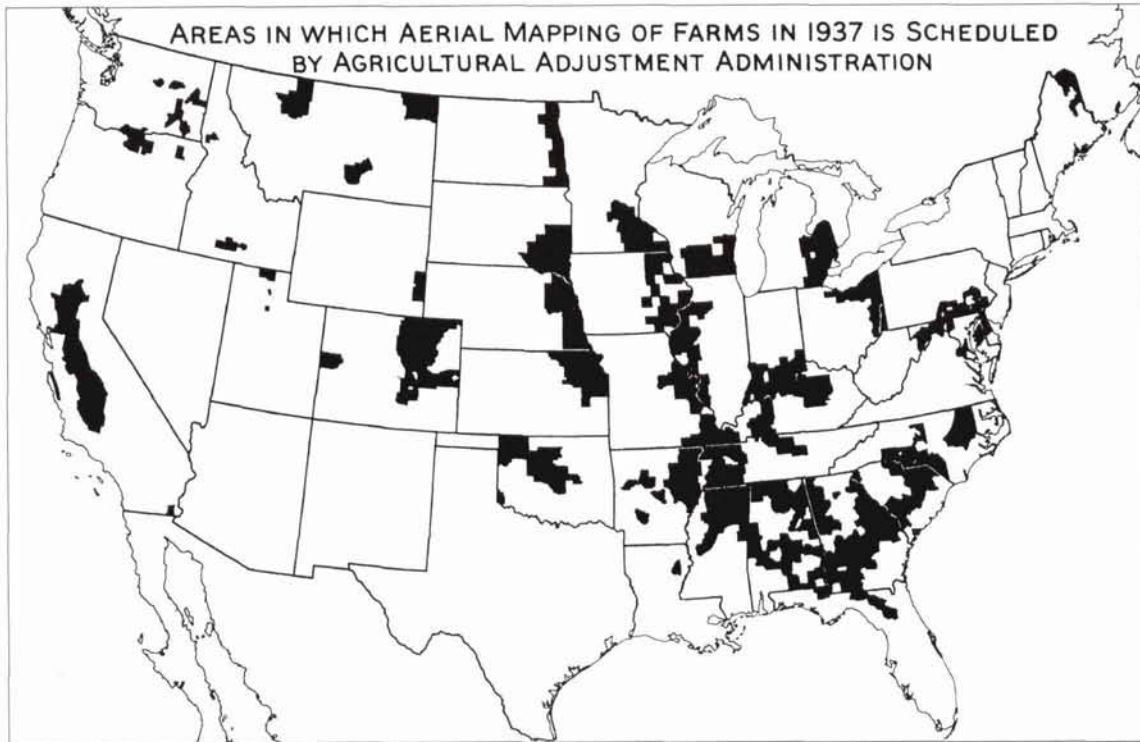 AREAS IN WHICH AERIAL MAPPING OF FARMS IN 1937 IS SCHEDULED
BY AGRICULTURAL ADJUSTMENT ADMINISTRATION